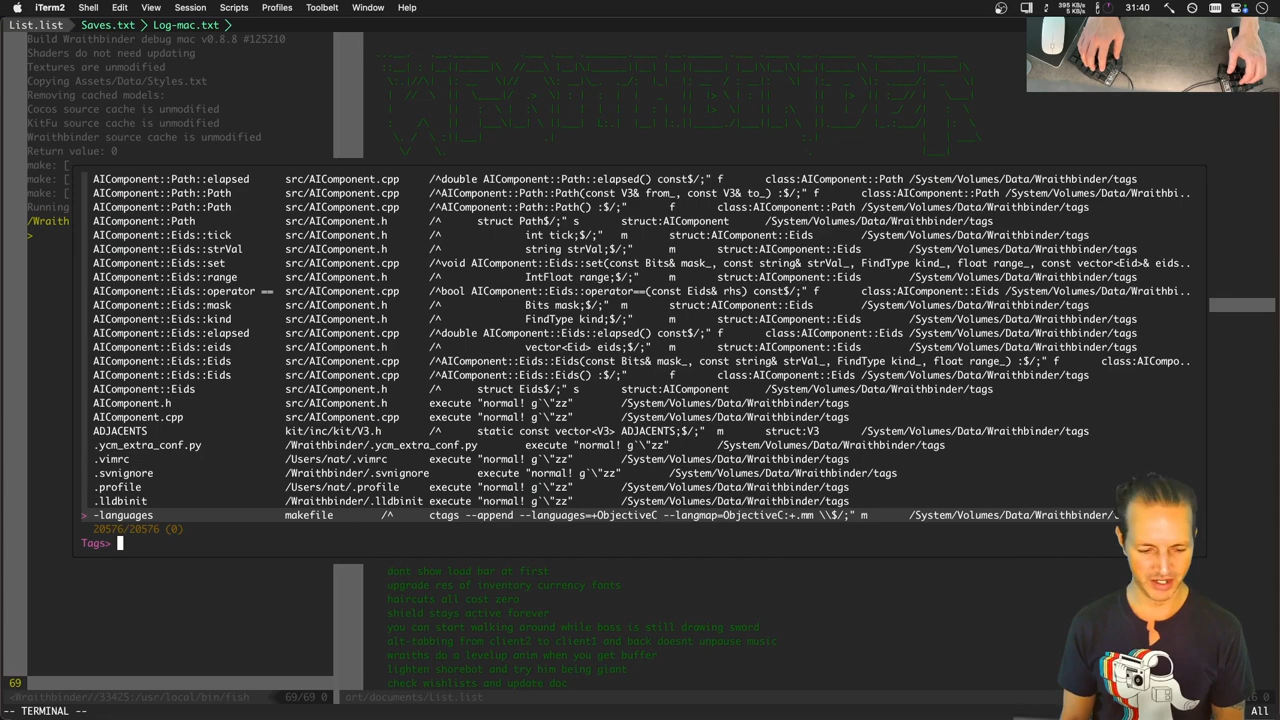 iTerm2 Shell Edit View Session Scripts Profiles Toolbelt Window Help 395 KB/s 31:40
List.list Saves.txt Log-mac.txt
Build Wraithbinder debug mac v0.8.8 #125210
Shaders do not need updating
Textures are unmodified
Copying Assets/Data/Styles.txt
Removing cached models:
Cocos source cache is unmodified
KitFu source cache is unmodified
Wraithbinder source cache is unmodified
Return value: 0
make: [
make: [
make: [
Running
/Wraith
>
WRAITHBINDER
AIComponent::Path::elapsed src/AIComponent.cpp /^double AIComponent::Path::elapsed() const$/;" f class:AIComponent::Path /System/Volumes/Data/Wraithbinder/tags
AIComponent::Path::Path src/AIComponent.cpp /^AIComponent::Path::Path(const V3& from_, const V3& to_) :$/;" f class:AIComponent::Path /System/Volumes/Data/Wraithbi..
AIComponent::Path::Path src/AIComponent.cpp /^AIComponent::Path::Path() :$/;" f class:AIComponent::Path /System/Volumes/Data/Wraithbinder/tags
AIComponent::Path src/AIComponent.h /^ struct Path$/;" s struct:AIComponent /System/Volumes/Data/Wraithbinder/tags
AIComponent::Eids::tick src/AIComponent.h /^ int tick;$/;" m struct:AIComponent::Eids /System/Volumes/Data/Wraithbinder/tags
AIComponent::Eids::strVal src/AIComponent.h /^ string strVal;$/;" m struct:AIComponent::Eids /System/Volumes/Data/Wraithbinder/tags
AIComponent::Eids::set src/AIComponent.cpp /^void AIComponent::Eids::set(const Bits& mask_, const string& strVal_, FindType kind_, float range_, const vector<Eid>& eids..
AIComponent::Eids::range src/AIComponent.h /^ IntFloat range;$/;" m struct:AIComponent::Eids /System/Volumes/Data/Wraithbinder/tags
AIComponent::Eids::operator == src/AIComponent.cpp /^bool AIComponent::Eids::operator==(const Eids& rhs) const$/;" f class:AIComponent::Eids /System/Volumes/Data/Wraithbi..
AIComponent::Eids::mask src/AIComponent.h /^ Bits mask;$/;" m struct:AIComponent::Eids /System/Volumes/Data/Wraithbinder/tags
AIComponent::Eids::kind src/AIComponent.h /^ FindType kind;$/;" m struct:AIComponent::Eids /System/Volumes/Data/Wraithbinder/tags
AIComponent::Eids::elapsed src/AIComponent.cpp /^double AIComponent::Eids::elapsed() const$/;" f class:AIComponent::Eids /System/Volumes/Data/Wraithbinder/tags
AIComponent::Eids::eids src/AIComponent.h /^ vector<Eid> eids;$/;" m struct:AIComponent::Eids /System/Volumes/Data/Wraithbinder/tags
AIComponent::Eids::Eids src/AIComponent.cpp /^AIComponent::Eids::Eids(const Bits& mask_, const string& strVal_, FindType kind_, float range_) :$/;" f class:AICompo..
AIComponent::Eids::Eids src/AIComponent.cpp /^AIComponent::Eids::Eids() :$/;" f class:AIComponent::Eids /System/Volumes/Data/Wraithbinder/tags
AIComponent::Eids src/AIComponent.h /^ struct Eids$/;" s struct:AIComponent /System/Volumes/Data/Wraithbinder/tags
AIComponent.h src/AIComponent.h execute "normal! g`\"zz" /System/Volumes/Data/Wraithbinder/tags
AIComponent.cpp src/AIComponent.cpp execute "normal! g`\"zz" /System/Volumes/Data/Wraithbinder/tags
ADJACENTS kit/inc/kit/V3.h /^ static const vector<V3> ADJACENTS;$/;" m struct:V3 /System/Volumes/Data/Wraithbinder/tags
.ycm_extra_conf.py /Wraithbinder/.ycm_extra_conf.py execute "normal! g`\"zz" /System/Volumes/Data/Wraithbinder/tags
.vimrc /Users/nat/.vimrc execute "normal! g`\"zz" /System/Volumes/Data/Wraithbinder/tags
.svnignore /Wraithbinder/.svnignore execute "normal! g`\"zz" /System/Volumes/Data/Wraithbinder/tags
.profile /Users/nat/.profile execute "normal! g`\"zz" /System/Volumes/Data/Wraithbinder/tags
.lldbinit /Wraithbinder/.lldbinit execute "normal! g`\"zz" /System/Volumes/Data/Wraithbinder/tags
> -languages makefile /^ ctags --append --languages=+ObjectiveC --langmap=ObjectiveC:+.mm \\$/;" m /System/Volumes/Data/Wraithbinder/
20576/20576 (0)
Tags>
dont show load bar at first
upgrade res of inventory currency fonts
haircuts all cost zero
shield stays active forever
you can start walking around while boss is still drawing sword
alt-tabbing from client2 to client1 and back doesnt unpause music
wraiths do a levelup anim when you get buffer
lighten shorebot and try him being giant
check wishlists and update doc
69
<Wraithbinder//33425:/usr/local/bin/fish 69/69 0 art/documents/List.list
-- TERMINAL -- All